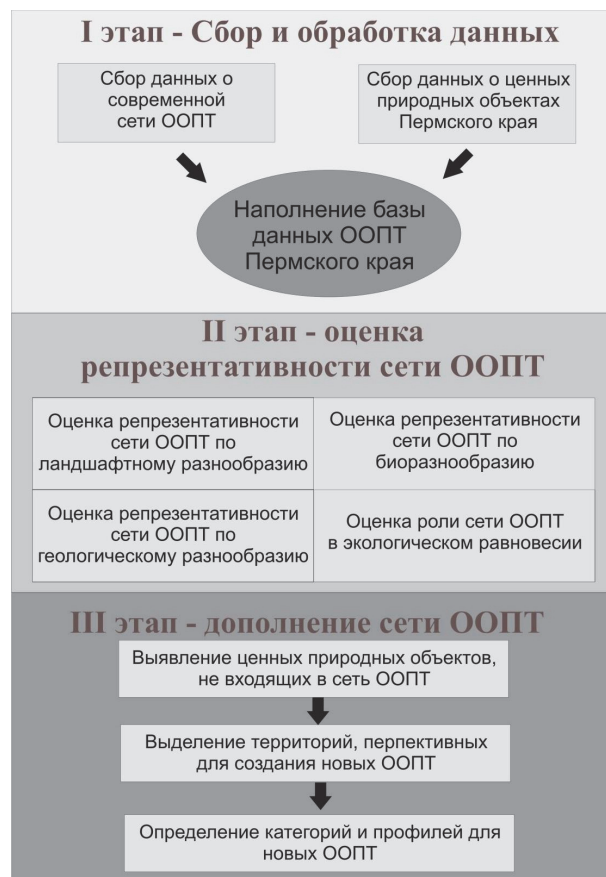 I этап - Сбор и обработка данных
Сбор данных о
современной
сети ООПТ
Сбор данных о ценных
природных объектах
Пермского края
Наполнение базы
данных ООПТ
Пермского края
II этап - оценка
репрезентативности сети ООПТ
Оценка репрезентативности
сети ООПТ по
ландшафтному разнообразию
Оценка репрезентативности
сети ООПТ по
биоразнообразию
Оценка репрезентативности
сети ООПТ по
геологическому разнообразию
Оценка роли сети ООПТ
в экологическом равновесии
III этап - дополнение сети ООПТ
Выявление ценных природных объектов,
не входящих в сеть ООПТ
Выделение территорий, перпективных
для создания новых ООПТ
Определение категорий и профилей для
новых ООПТ